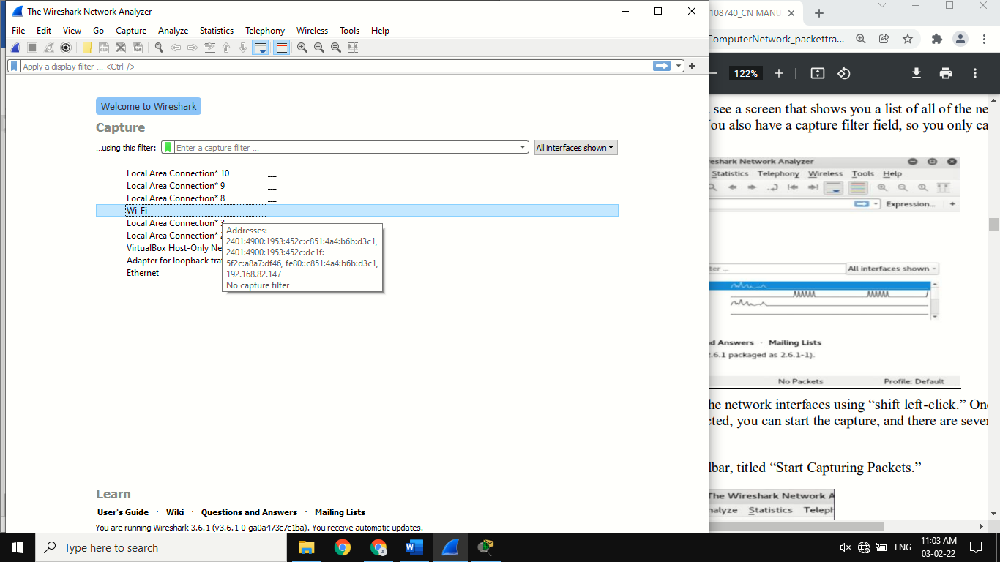 The Wireshark Network Analyzer
File Edit View Go Capture Analyze Statistics Telephony Wireless Tools Help
Apply a display filter ... <Ctrl-/>
Welcome to Wireshark
Capture
...using this filter:
Enter a capture filter ...
All interfaces shown
Local Area Connection* 10
Local Area Connection* 9
Local Area Connection* 8
Wi-Fi
Local Area Connection*
Local Area Connection*
VirtualBox Host-Only
Adapter for loopback
Ethernet
Addresses:
2401:4900:1953:452c:c851:4a4:b6b:d3c1,
2401:4900:1953:452c:dc1f:
5f2c:a8a7:df46, fe80::c851:4a4:b6b:d3c1,
192.168.82.147
No capture filter
Learn
User's Guide · Wiki · Questions and Answers · Mailing Lists
You are running Wireshark 3.6.1 (v3.6.1-0-ga0a473c7c1ba). You receive automatic updates.
108740_CN MANU
ComputerNetwork_packettra...
122%
see a screen that shows you a list of all of the ne
You also have a capture filter field, so you only ca
reshark Network Analyzer
Statistics Telephony Wireless Tools Help
Expression... +
All interfaces shown
d Answers · Mailing Lists
2.6.1 packaged as 2.6.1-1).
No Packets Profile: Default
he network interfaces using “shift left-click.” On
cted, you can start the capture, and there are seve
lbar, titled “Start Capturing Packets.”
The Wireshark Network A
nalyze Statistics Teleph
Type here to search
ENG
11:03 AM
03-02-22